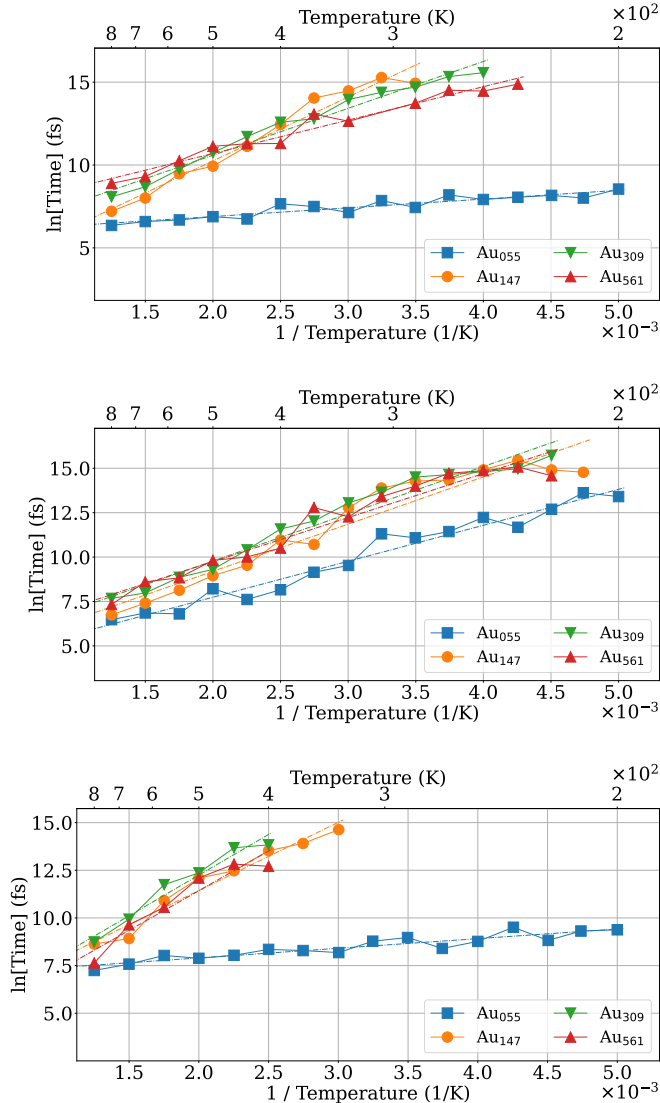 Temperature (K)
×10²
8 7 6 5 4 3 2
15
10
5
ln[Time] (fs)
Au₀₅₅ Au₃₀₉
Au₁₄₇ Au₅₆₁
1.5 2.0 2.5 3.0 3.5 4.0 4.5 5.0
1 / Temperature (1/K)
×10⁻³
Temperature (K)
×10²
8 7 6 5 4 3 2
15.0
12.5
10.0
7.5
5.0
ln[Time] (fs)
Au₀₅₅ Au₃₀₉
Au₁₄₇ Au₅₆₁
1.5 2.0 2.5 3.0 3.5 4.0 4.5 5.0
1 / Temperature (1/K)
×10⁻³
Temperature (K)
×10²
8 7 6 5 4 3 2
15.0
12.5
10.0
7.5
5.0
ln[Time] (fs)
Au₀₅₅ Au₃₀₉
Au₁₄₇ Au₅₆₁
1.5 2.0 2.5 3.0 3.5 4.0 4.5 5.0
1 / Temperature (1/K)
×10⁻³